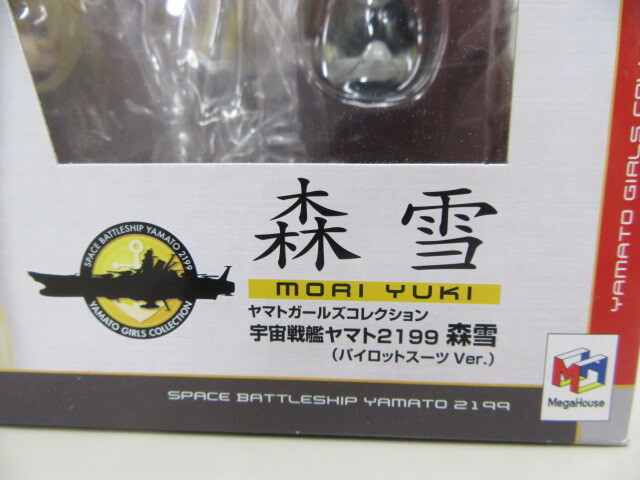 森 雪
MORI YUKI
ヤマトガールズコレクション
宇宙戦艦ヤマト2199 森雪
(パイロットスーツ Ver.)
SPACE BATTLESHIP YAMATO 2199
YAMATO GIRLS COLLECTION
SPACE BATTLESHIP YAMATO 2199
MegaHouse
YAMATO GIRLS